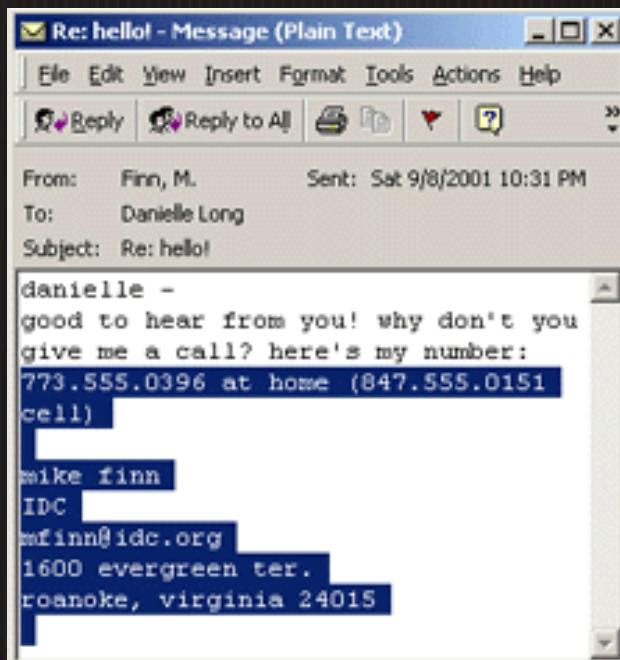 Re: hello! - Message (Plain Text)
File Edit View Insert Format Tools Actions Help
Reply Reply to All
From: Finn, M. Sent: Sat 9/8/2001 10:31 PM
To: Danielle Long
Subject: Re: hello!
danielle -
good to hear from you! why don't you
give me a call? here's my number:
773.555.0396 at home (847.555.0151
cell)
mike finn
IDC
mfinn@idc.org
1600 evergreen ter.
roanoke, virginia 24015